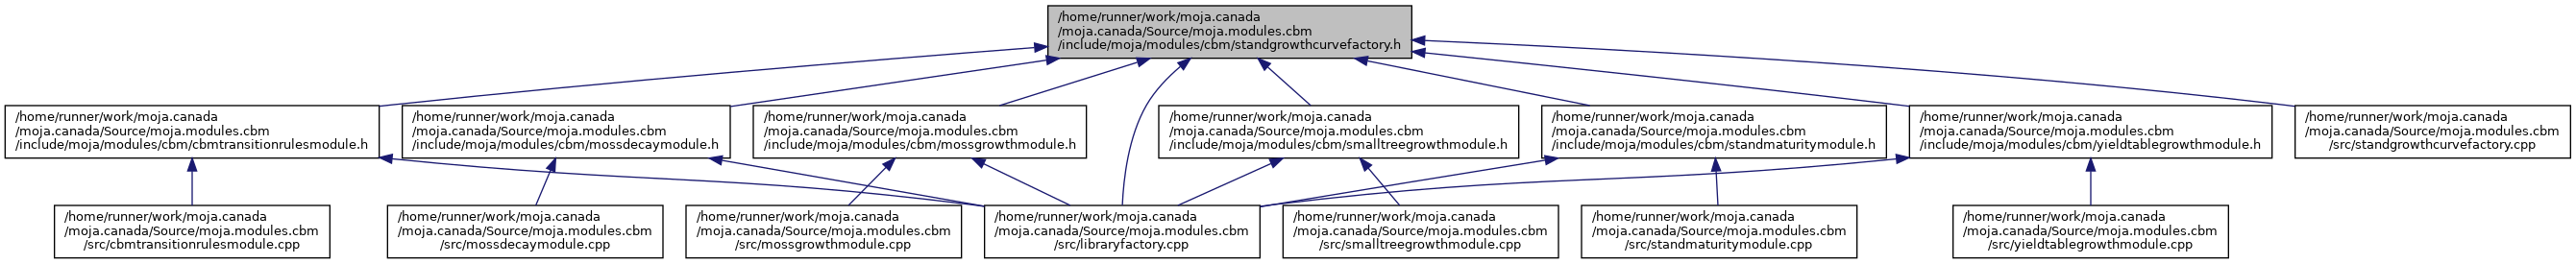 /home/runner/work/moja.canada
/moja.canada/Source/moja.modules.cbm
/include/moja/modules/cbm/standgrowthcurvefactory.h
/home/runner/work/moja.canada
/moja.canada/Source/moja.modules.cbm
/include/moja/modules/cbm/cbmtransitionrulesmodule.h
/home/runner/work/moja.canada
/moja.canada/Source/moja.modules.cbm
/include/moja/modules/cbm/mossdecaymodule.h
/home/runner/work/moja.canada
/moja.canada/Source/moja.modules.cbm
/include/moja/modules/cbm/mossgrowthmodule.h
/home/runner/work/moja.canada
/moja.canada/Source/moja.modules.cbm
/include/moja/modules/cbm/smalltreegrowthmodule.h
/home/runner/work/moja.canada
/moja.canada/Source/moja.modules.cbm
/include/moja/modules/cbm/standmaturitymodule.h
/home/runner/work/moja.canada
/moja.canada/Source/moja.modules.cbm
/include/moja/modules/cbm/yieldtablegrowthmodule.h
/home/runner/work/moja.canada
/moja.canada/Source/moja.modules.cbm
/src/standgrowthcurvefactory.cpp
/home/runner/work/moja.canada
/moja.canada/Source/moja.modules.cbm
/src/cbmtransitionrulesmodule.cpp
/home/runner/work/moja.canada
/moja.canada/Source/moja.modules.cbm
/src/mossdecaymodule.cpp
/home/runner/work/moja.canada
/moja.canada/Source/moja.modules.cbm
/src/mossgrowthmodule.cpp
/home/runner/work/moja.canada
/moja.canada/Source/moja.modules.cbm
/src/libraryfactory.cpp
/home/runner/work/moja.canada
/moja.canada/Source/moja.modules.cbm
/src/smalltreegrowthmodule.cpp
/home/runner/work/moja.canada
/moja.canada/Source/moja.modules.cbm
/src/standmaturitymodule.cpp
/home/runner/work/moja.canada
/moja.canada/Source/moja.modules.cbm
/src/yieldtablegrowthmodule.cpp